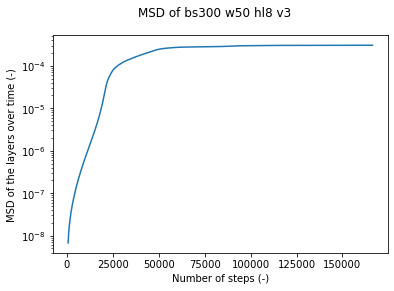 MSD of bs300 w50 hl8 v3
MSD of the layers over time (-)
10⁻⁴
10⁻⁵
10⁻⁶
10⁻⁷
10⁻⁸
0 25000 50000 75000 100000 125000 150000
Number of steps (-)